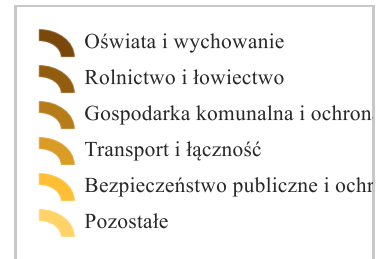 Oświata i wychowanie
Rolnictwo i łowiectwo
Gospodarka komunalna i ochron
Transport i łączność
Bezpieczeństwo publiczne i ochr
Pozostałe